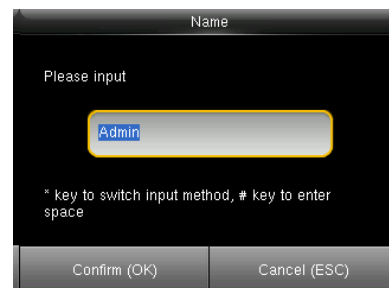 Name
Please input
Admin
* key to switch input method, # key to enter
space
Confirm (OK)
Cancel (ESC)